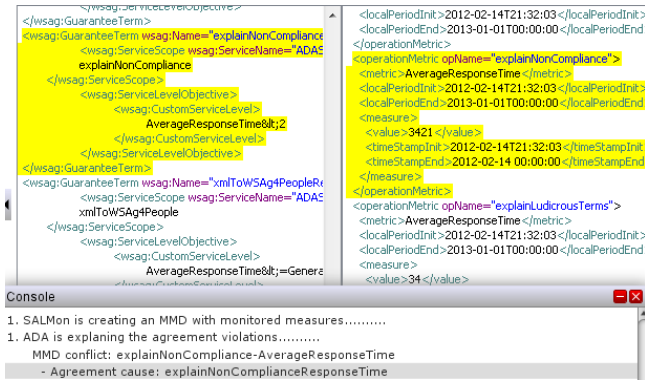 </wsag:ServiceLevelObjective>
</wsag:GuaranteeTerm>
<wsag:GuaranteeTerm wsag:Name="explainNonCompliance
<wsag:ServiceScope wsag:ServiceName="ADAS
explainNonCompliance
</wsag:ServiceScope>
<wsag:ServiceLevelObjective>
<wsag:CustomServiceLevel>
AverageResponseTime&lt;2
</wsag:CustomServiceLevel>
</wsag:ServiceLevelObjective>
</wsag:GuaranteeTerm>
<wsag:GuaranteeTerm wsag:Name="xmlToWSAg4PeopleRe
<wsag:ServiceScope wsag:ServiceName="ADAS
xmlToWSAg4People
</wsag:ServiceScope>
<wsag:ServiceLevelObjective>
<wsag:CustomServiceLevel>
AverageResponseTime&lt;=Genera
</wsag:CustomServiceLevel>
<localPeriodInit>2012-02-14T21:32:03</localPeriodInit>
<localPeriodEnd>2013-01-01T00:00:00</localPeriodEnd
</operationMetric>
<operationMetric opName="explainNonCompliance">
<metric>AverageResponseTime</metric>
<localPeriodInit>2012-02-14T21:32:03</localPeriodInit>
<localPeriodEnd>2013-01-01T00:00:00</localPeriodEnd
<measure>
<value>3421</value>
<timeStampInit>2012-02-14T21:32:03</timeStampInit
<timeStampEnd>2012-02-14 00:00:00</timeStampEnd
</measure>
</operationMetric>
<operationMetric opName="explainLudicrousTerms">
<metric>AverageResponseTime</metric>
<localPeriodInit>2012-02-14T21:32:03</localPeriodInit>
<localPeriodEnd>2013-01-01T00:00:00</localPeriodEnd
<measure>
<value>34</value>
Console
1. SALMon is creating an MMD with monitored measures..........
1. ADA is explaning the agreement violations..........
MMD conflict: explainNonCompliance-AverageResponseTime
- Agreement cause: explainNonComplianceResponseTime